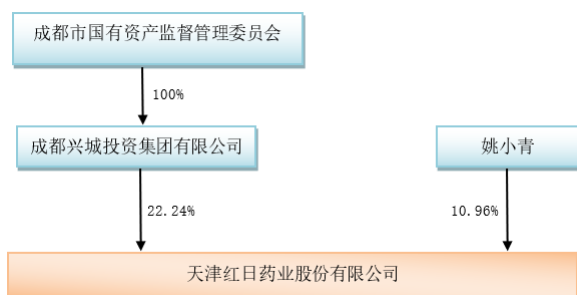 成都市国有资产监督管理委员会
100%
成都兴城投资集团有限公司
姚小青
22.24%
10.96%
天津红日药业股份有限公司